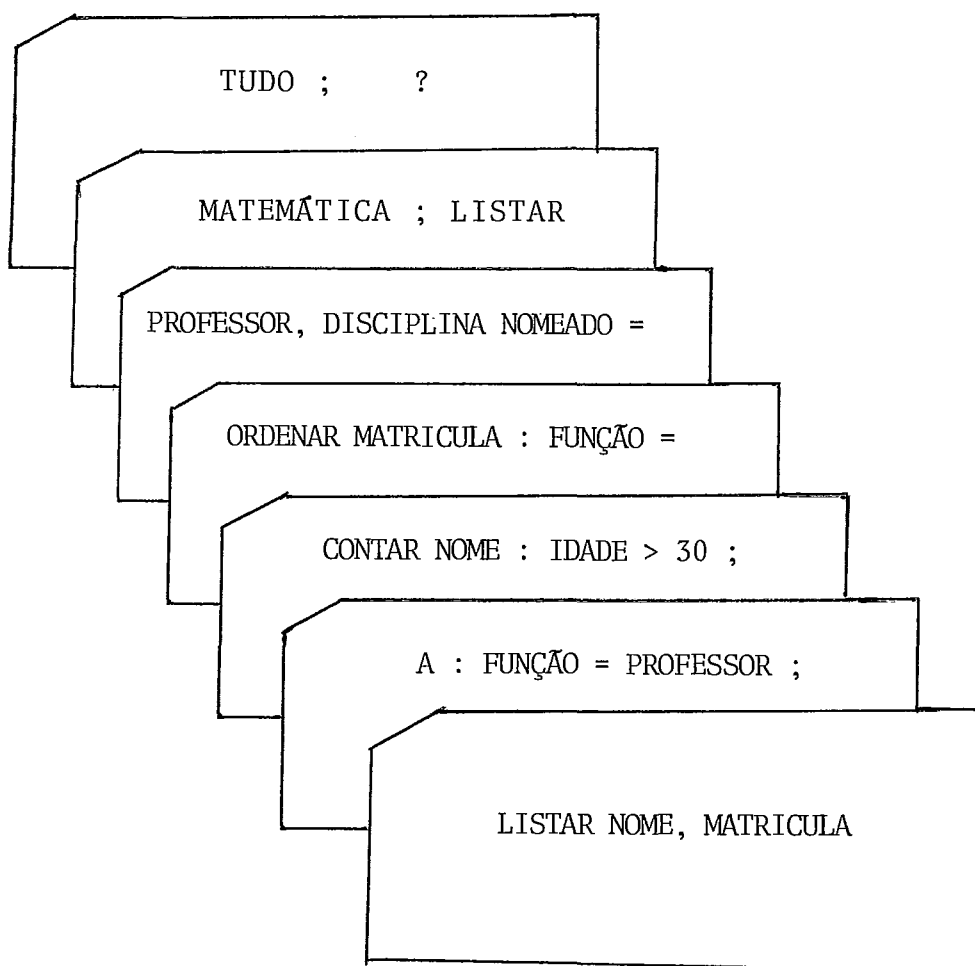 TUDO ; ?
MATEMÁTICA ; LISTAR
PROFESSOR, DISCIPLINA NOMEADO =
ORDENAR MATRICULA : FUNÇÃO =
CONTAR NOME : IDADE > 30 ;
A : FUNÇÃO = PROFESSOR ;
LISTAR NOME, MATRICULA